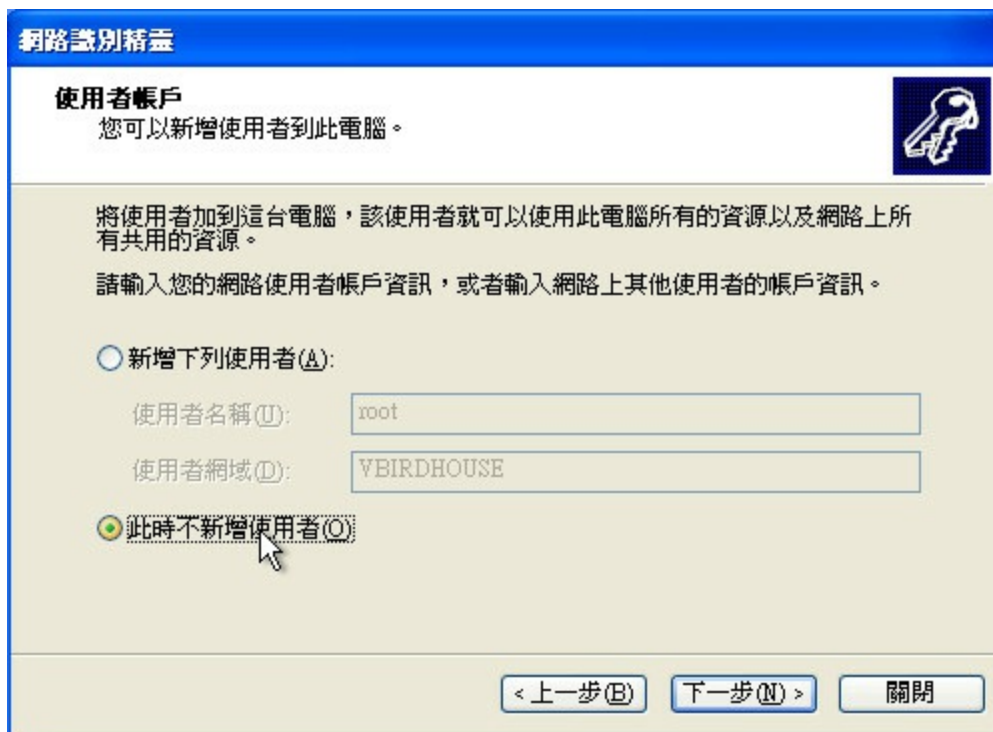 網路識別精靈
使用者帳戶
您可以新增使用者到此電腦。
將使用者加到這台電腦，該使用者就可以使用此電腦所有的資源以及網路上所
有共用的資源。
請輸入您的網路使用者帳戶資訊，或者輸入網路上其他使用者的帳戶資訊。
新增下列使用者(A):
使用者名稱(U): root
使用者網域(D): VBIRDHOUSE
此時不新增使用者(O)
< 上一步(B) 下一步(N) > 關閉